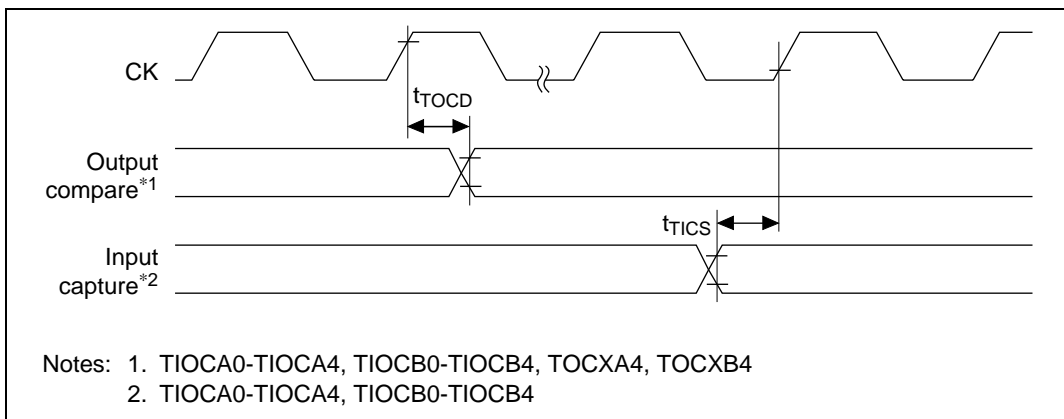 CK
tTOCD
Output
compare*1
tTICS
Input
capture*2
Notes: 1. TIOCA0-TIOCA4, TIOCB0-TIOCB4, TOCXA4, TOCXB4
2. TIOCA0-TIOCA4, TIOCB0-TIOCB4